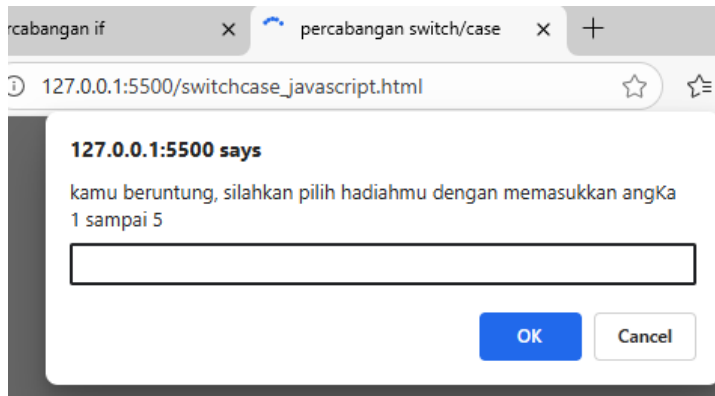 rcabangan if
percabangan switch/case
127.0.0.1:5500/switchcase_javascript.html
127.0.0.1:5500 says
kamu beruntung, silahkan pilih hadiahmu dengan memasukkan angKa
1 sampai 5
OK
Cancel